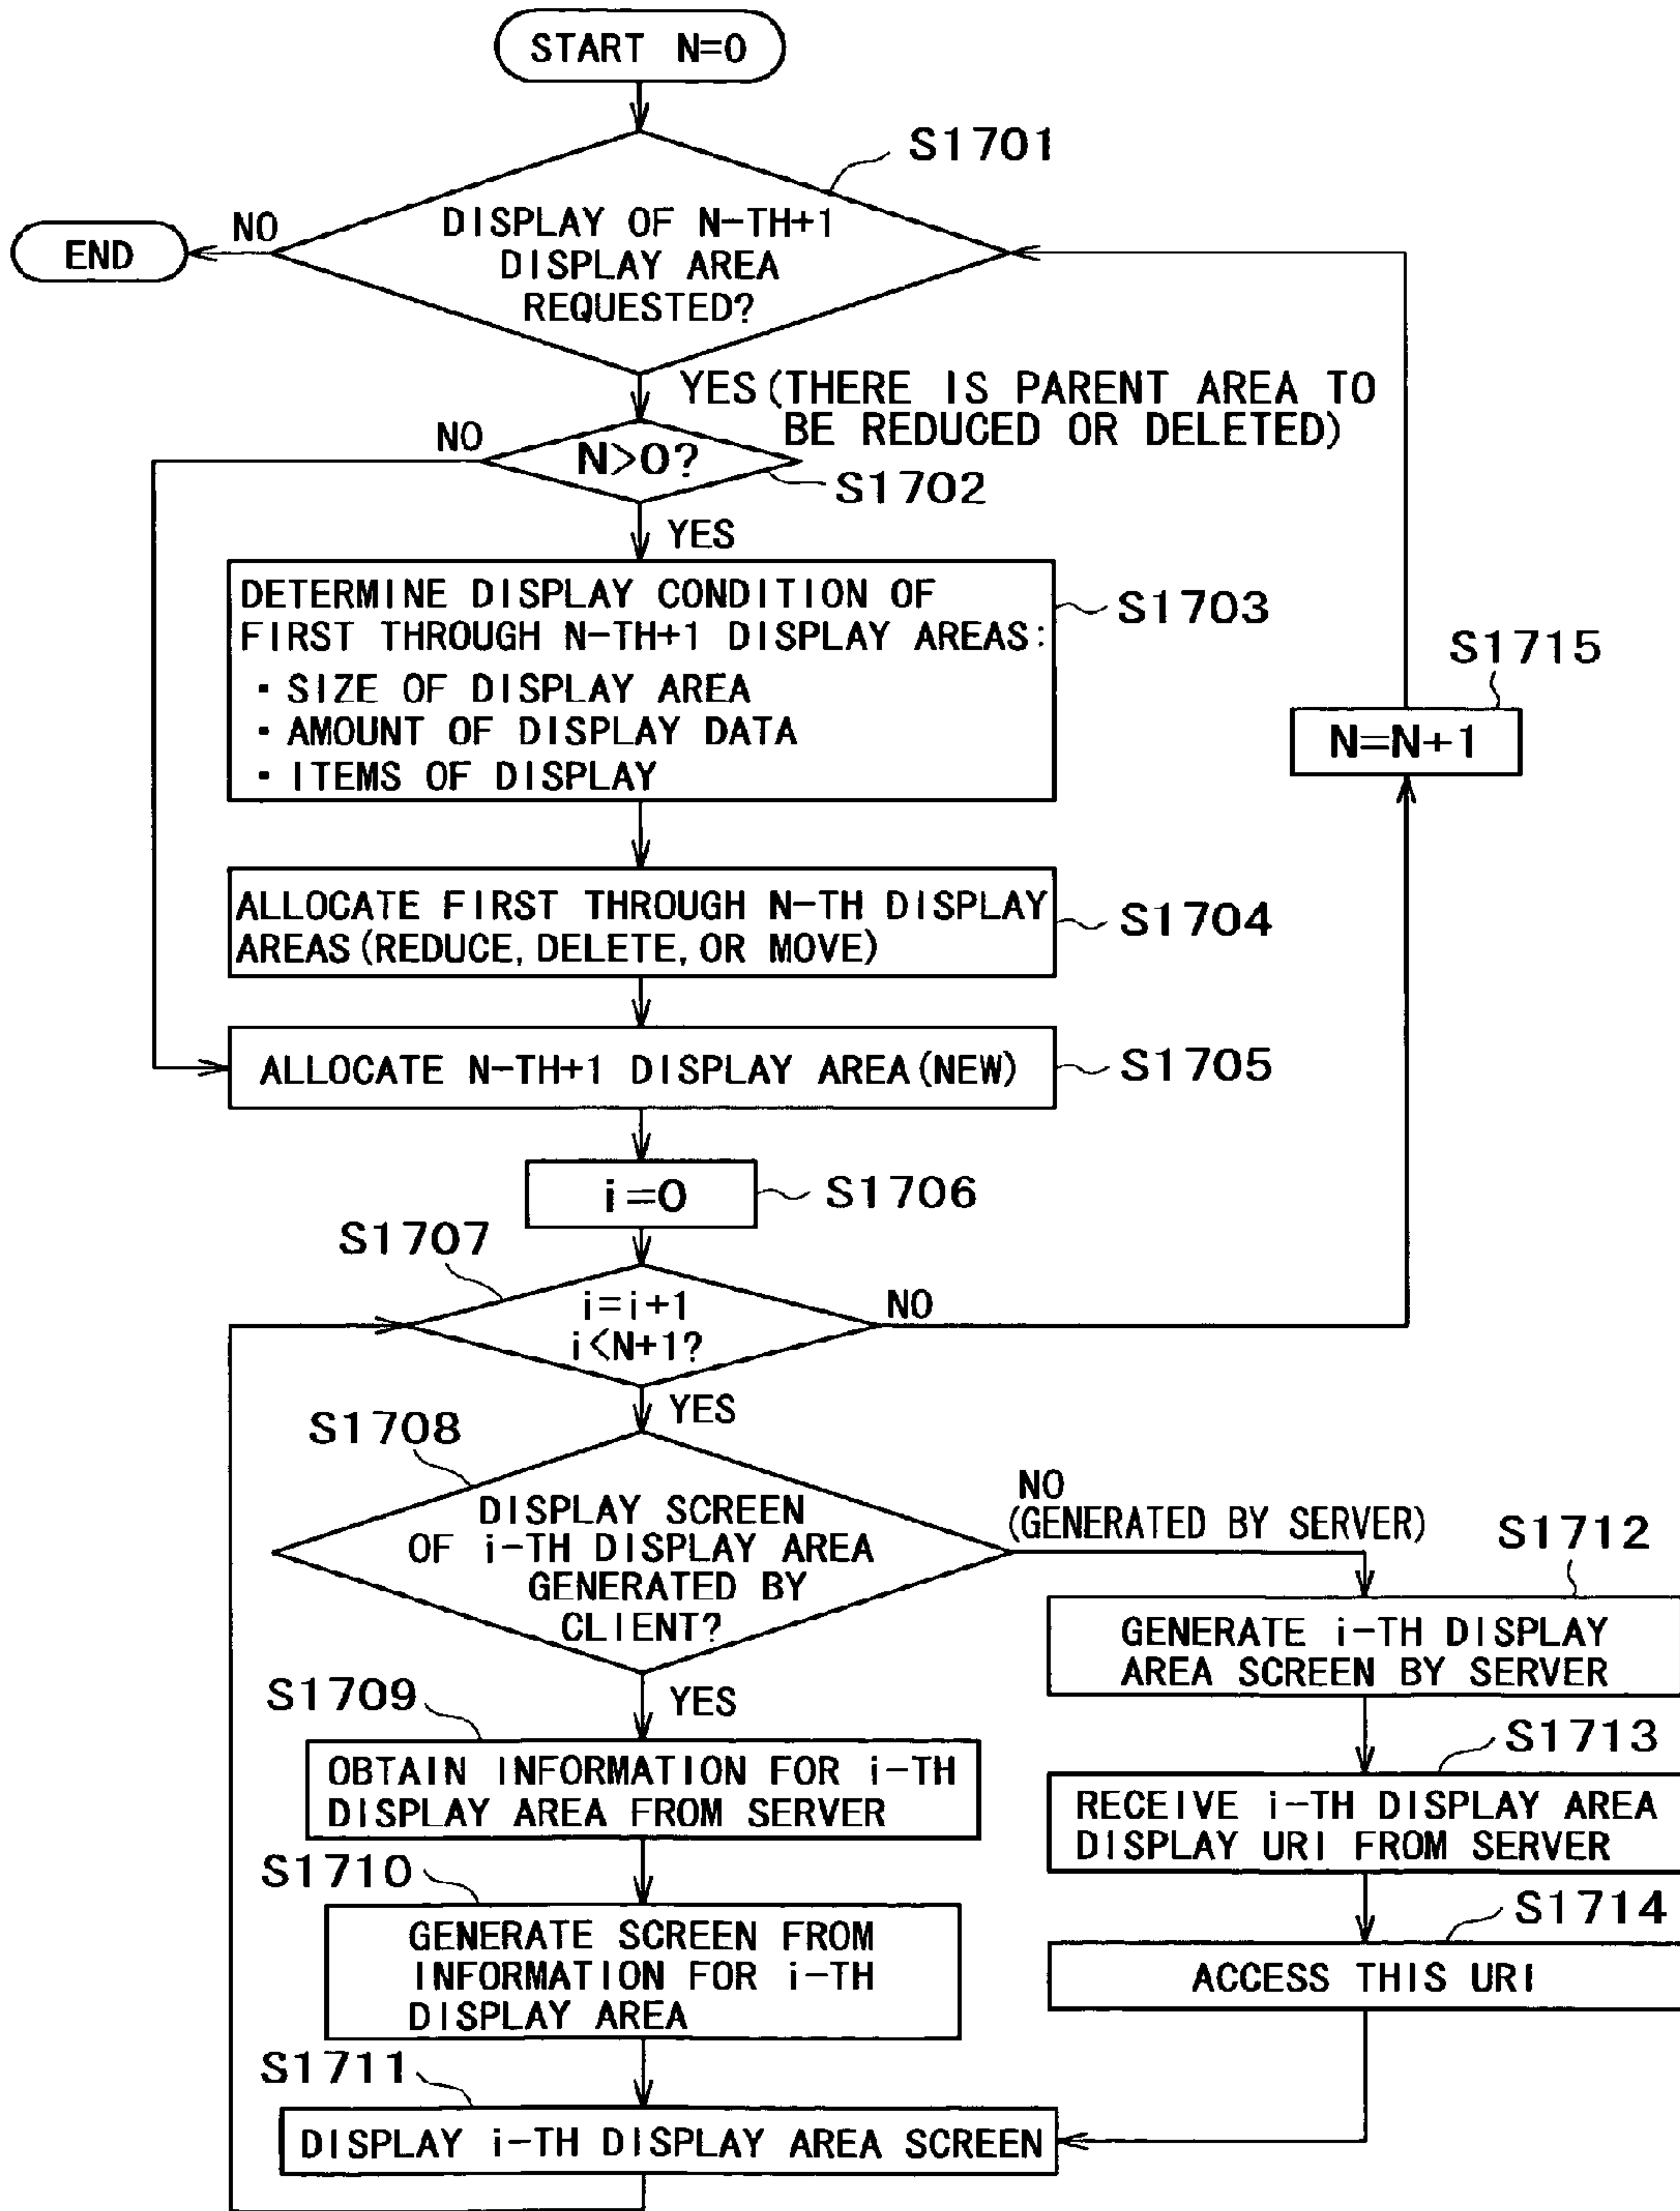 START N=0
S1701
DISPLAY OF N-TH+1
DISPLAY AREA
REQUESTED?
NO
END
YES(THERE IS PARENT AREA TO
BE REDUCED OR DELETED)
NO
N>0?
S1702
YES
DETERMINE DISPLAY CONDITION OF
FIRST THROUGH N-TH+1 DISPLAY AREAS:
・SIZE OF DISPLAY AREA
・AMOUNT OF DISPLAY DATA
・ITEMS OF DISPLAY
S1703
S1715
N=N+1
ALLOCATE FIRST THROUGH N-TH DISPLAY
AREAS(REDUCE, DELETE, OR MOVE)
S1704
ALLOCATE N-TH+1 DISPLAY AREA(NEW)
S1705
i=0
S1706
S1707
i=i+1
i<N+1?
NO
YES
S1708
DISPLAY SCREEN
OF i-TH DISPLAY AREA
GENERATED BY
CLIENT?
NO
(GENERATED BY SERVER)
S1712
GENERATE i-TH DISPLAY
AREA SCREEN BY SERVER
YES
S1709
OBTAIN INFORMATION FOR i-TH
DISPLAY AREA FROM SERVER
S1713
RECEIVE i-TH DISPLAY AREA
DISPLAY URI FROM SERVER
S1710
GENERATE SCREEN FROM
INFORMATION FOR i-TH
DISPLAY AREA
S1714
ACCESS THIS URI
S1711
DISPLAY i-TH DISPLAY AREA SCREEN